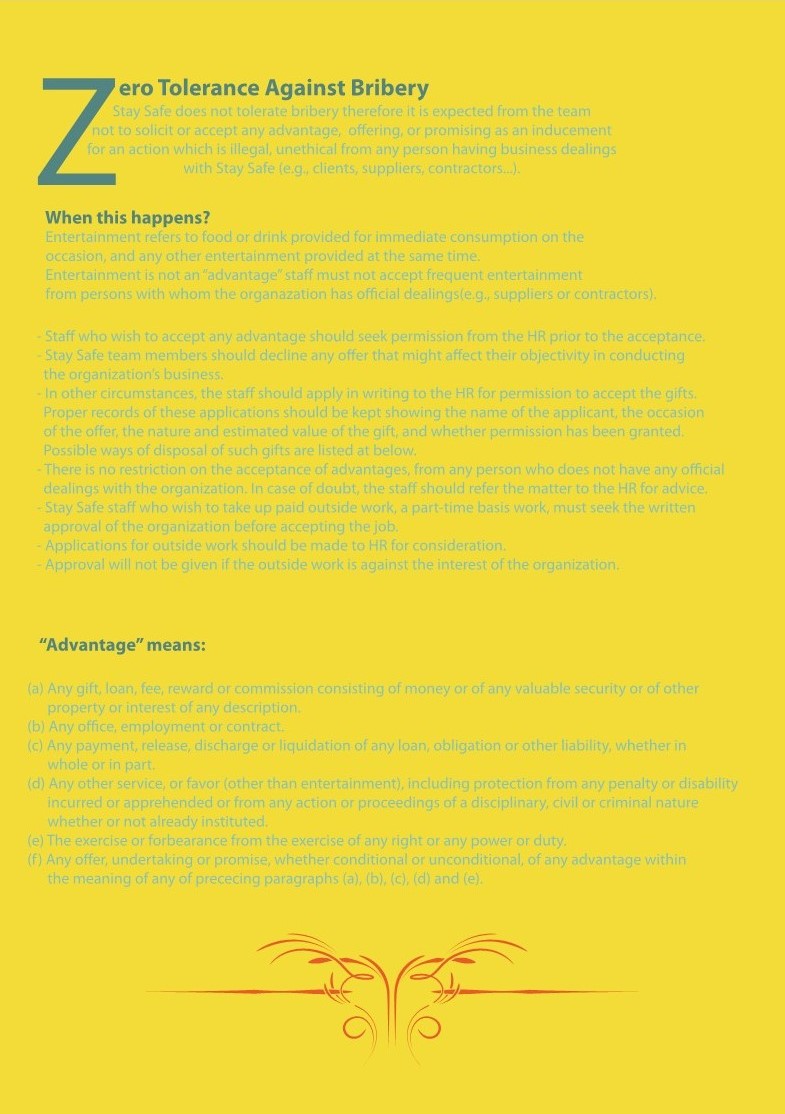 Zero Tolerance Against Bribery
Stay Safe does not tolerate bribery therefore it is expected from the team
not to solicit or accept any advantage, offering, or promising as an inducement
for an action which is illegal, unethical from any person having business dealings
with Stay Safe (e.g., clients, suppliers, contractors...).
When this happens?
Entertainment refers to food or drink provided for immediate consumption on the
occasion, and any other entertainment provided at the same time.
Entertainment is not an “advantage” staff must not accept frequent entertainment
from persons with whom the organazation has official dealings(e.g., suppliers or contractors).
- Staff who wish to accept any advantage should seek permission from the HR prior to the acceptance.
- Stay Safe team members should decline any offer that might affect their objectivity in conducting
the organization's business.
- In other circumstances, the staff should apply in writing to the HR for permission to accept the gifts.
Proper records of these applications should be kept showing the name of the applicant, the occasion
of the offer, the nature and estimated value of the gift, and whether permission has been granted.
Possible ways of disposal of such gifts are listed at below.
- There is no restriction on the acceptance of advantages, from any person who does not have any official
dealings with the organization. In case of doubt, the staff should refer the matter to the HR for advice.
- Stay Safe staff who wish to take up paid outside work, a part-time basis work, must seek the written
approval of the organization before accepting the job.
- Applications for outside work should be made to HR for consideration.
- Approval will not be given if the outside work is against the interest of the organization.
“Advantage” means:
(a) Any gift, loan, fee, reward or commission consisting of money or of any valuable security or of other
property or interest of any description.
(b) Any office, employment or contract.
(c) Any payment, release, discharge or liquidation of any loan, obligation or other liability, whether in
whole or in part.
(d) Any other service, or favor (other than entertainment), including protection from any penalty or disability
incurred or apprehended or from any action or proceedings of a disciplinary, civil or criminal nature
whether or not already instituted.
(e) The exercise or forbearance from the exercise of any right or any power or duty.
(f) Any offer, undertaking or promise, whether conditional or unconditional, of any advantage within
the meaning of any of prececing paragraphs (a), (b), (c), (d) and (e).